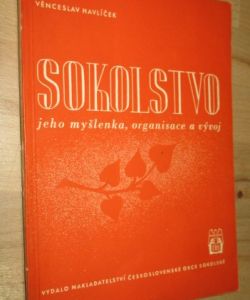 VĚNCESLAV HAVLÍČEK
SOKOLSTVO
jeho myšlenka, organisace a vývoj
VYDALO NAKLADATELSTVÍ ČESKOSLOVENSKÉ OBCE SOKOLSKÉ